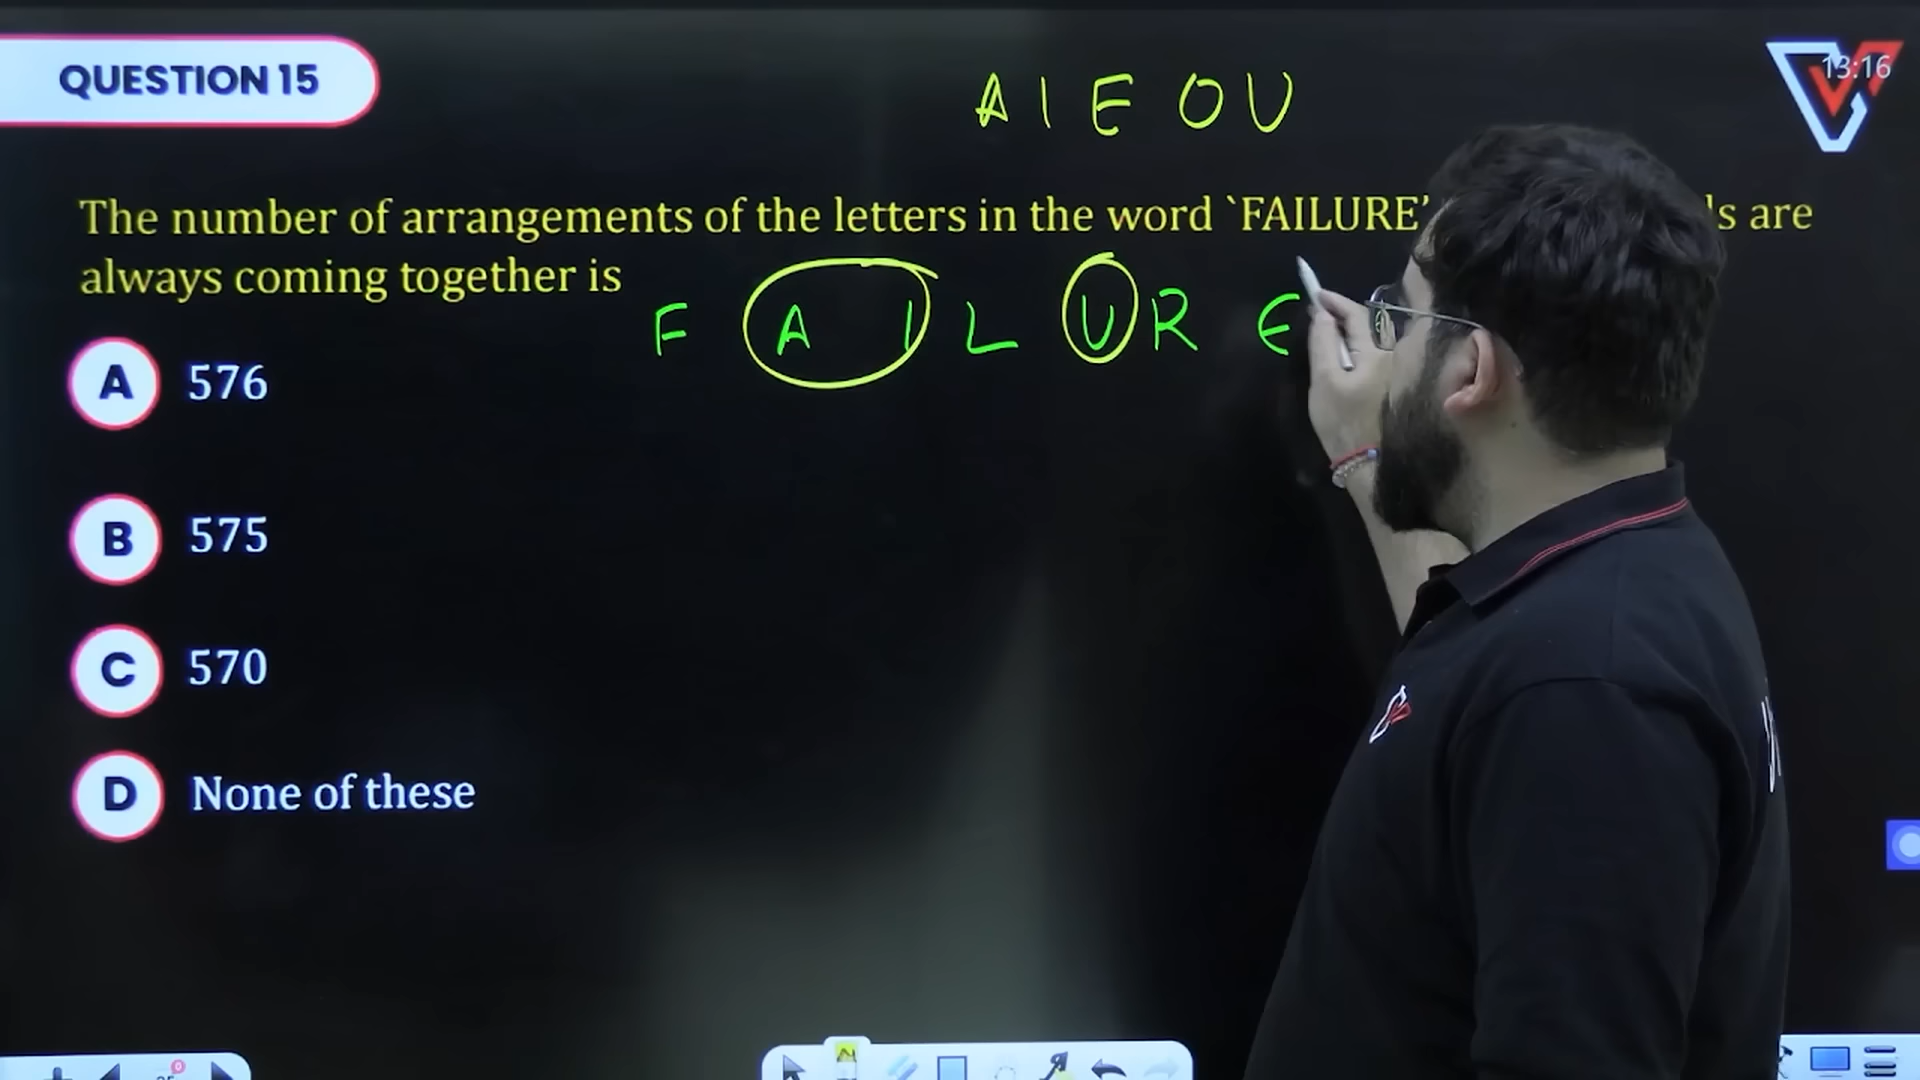 QUESTION 15
A I E O U
13:16
The number of arrangements of the letters in the word `FAILURE' s are
always coming together is
F A I L U R E
A 576
B 575
C 570
D None of these